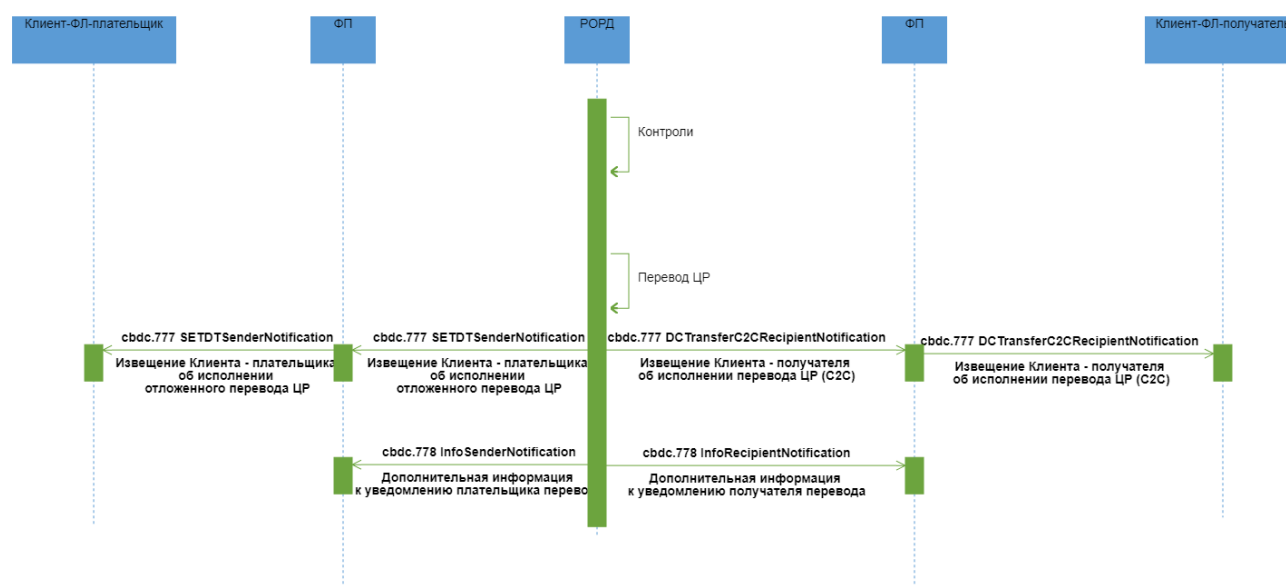 Клиент-ФЛ-плательщик
ФП
РОРД
ФП
Клиент-ФЛ-получатель
Контроли
Перевод ЦР
cbdc.777 SETDTSenderNotification
Извещение Клиента - плательщика
об исполнении
отложенного перевода ЦР
cbdc.777 SETDTSenderNotification
Извещение Клиента - плательщика
об исполнении
отложенного перевода ЦР
cbdc.777 DCTransferC2CRecipientNotification
Извещение Клиента - получателя
об исполнении перевода ЦР (C2C)
cbdc.777 DCTransferC2CRecipientNotification
Извещение Клиента - получателя
об исполнении перевода ЦР (C2C)
cbdc.778 InfoSenderNotification
Дополнительная информация
к уведомлению плательщика перево
cbdc.778 InfoRecipientNotification
Дополнительная информация
к уведомлению получателя перевода